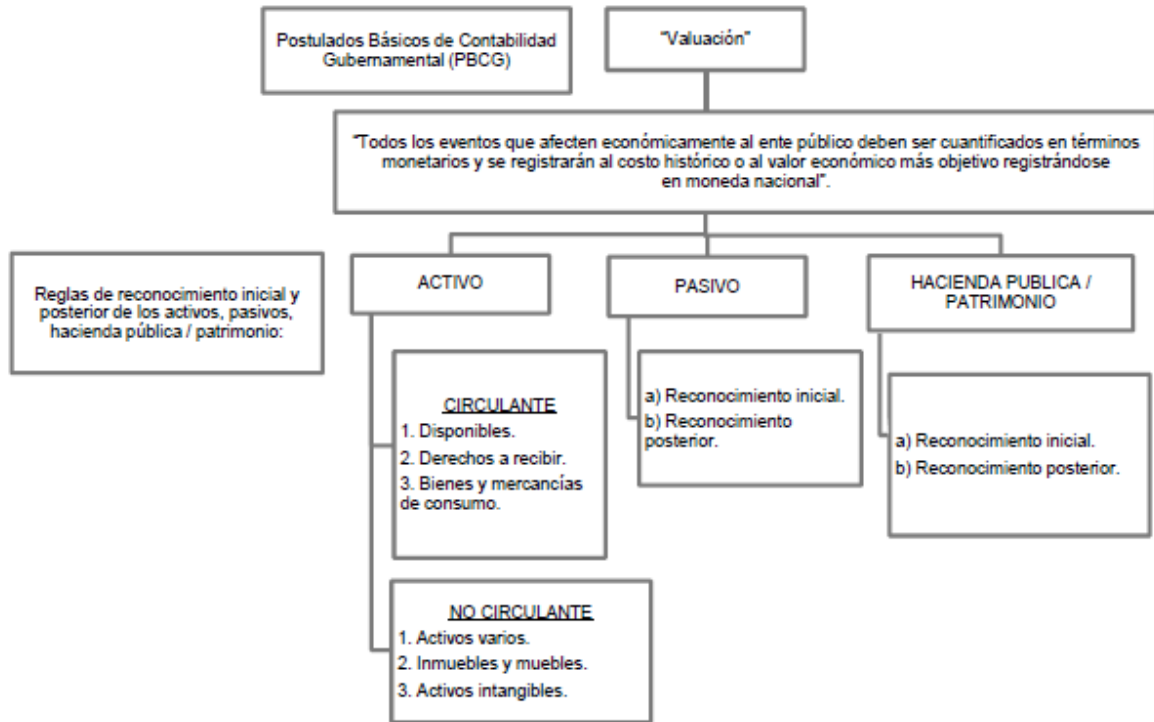 Postulados Básicos de Contabilidad
Gubernamental (PBCG)
"Valuación"
"Todos los eventos que afecten económicamente al ente público deben ser cuantificados en términos
monetarios y se registrarán al costo histórico o al valor económico más objetivo registrándose
en moneda nacional".
Reglas de reconocimiento inicial y
posterior de los activos, pasivos,
hacienda pública / patrimonio:
ACTIVO
CIRCULANTE
1. Disponibles.
2. Derechos a recibir.
3. Bienes y mercancías
de consumo.
NO CIRCULANTE
1. Activos varios.
2. Inmuebles y muebles.
3. Activos intangibles.
PASIVO
a) Reconocimiento inicial.
b) Reconocimiento
posterior.
HACIENDA PUBLICA /
PATRIMONIO
a) Reconocimiento inicial.
b) Reconocimiento posterior.